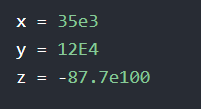 x = 35e3
y = 12E4
z = -87.7e100